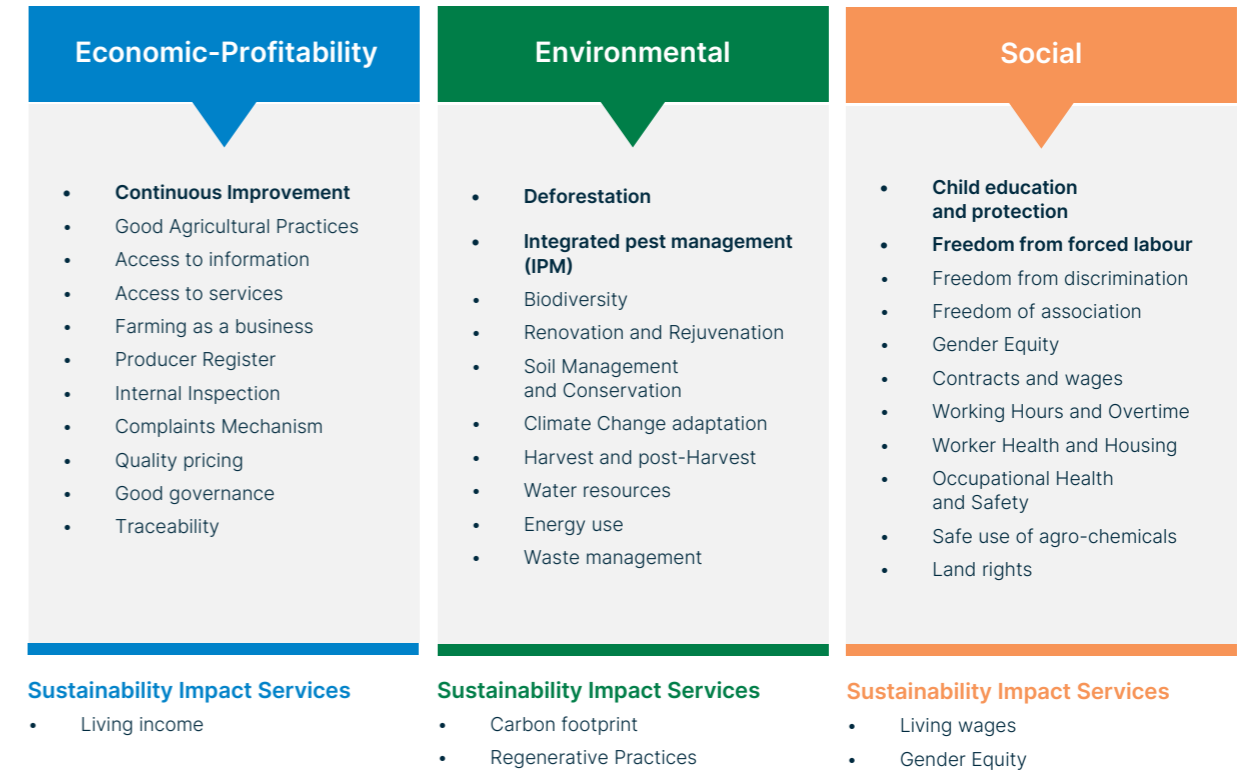 Economic-Profitability
• Continuous Improvement
• Good Agricultural Practices
• Access to information
• Access to services
• Farming as a business
• Producer Register
• Internal Inspection
• Complaints Mechanism
• Quality pricing
• Good governance
• Traceability
Sustainability Impact Services
• Living income
Environmental
• Deforestation
• Integrated pest management
(IPM)
• Biodiversity
• Renovation and Rejuvenation
• Soil Management
and Conservation
• Climate Change adaptation
• Harvest and post-Harvest
• Water resources
• Energy use
• Waste management
Sustainability Impact Services
• Carbon footprint
• Regenerative Practices
Social
• Child education
and protection
• Freedom from forced labour
• Freedom from discrimination
• Freedom of association
• Gender Equity
• Contracts and wages
• Working Hours and Overtime
• Worker Health and Housing
• Occupational Health
and Safety
• Safe use of agro-chemicals
• Land rights
Sustainability Impact Services
• Living wages
• Gender Equity